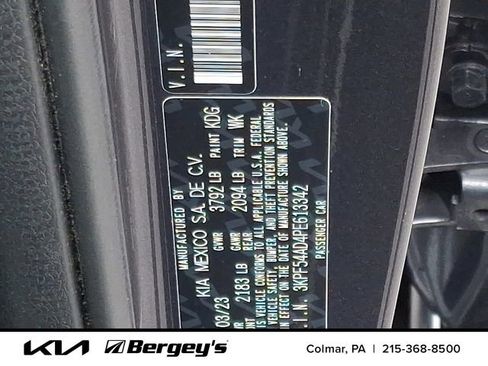 V.I.N.
MANUFACTURED BY
KIA MEXICO S.A. DE C.V.
03/23 GVWR 3792 LB PAINT KDG
GAWR FRONT 2183 LB GAWR REAR 2094 LB TRIM WK
THIS VEHICLE CONFORMS TO ALL APPLICABLE U.S.A. FEDERAL
MOTOR VEHICLE SAFETY, BUMPER, AND THEFT PREVENTION STANDARDS
IN EFFECT ON THE DATE OF MANUFACTURE SHOWN ABOVE.
V.I.N. 3KPF54AD4PE613342
PASSENGER CAR
KIA Bergey's
Colmar, PA | 215-368-8500